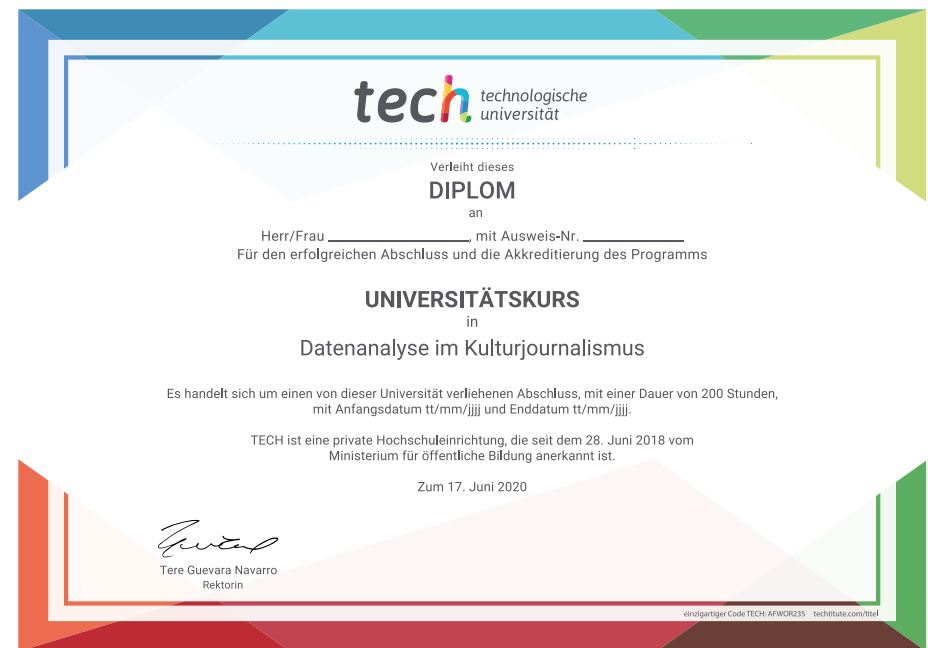 tech technologische
universität
Verleiht dieses
DIPLOM
an
Herr/Frau ____________, mit Ausweis-Nr. ____________
Für den erfolgreichen Abschluss und die Akkreditierung des Programms
UNIVERSITÄTSKURS
in
Datenanalyse im Kulturjournalismus
Es handelt sich um einen von dieser Universität verliehenen Abschluss, mit einer Dauer von 200 Stunden,
mit Anfangsdatum tt/mm/jjjj und Enddatum tt/mm/jjjj.
TECH ist eine private Hochschuleinrichtung, die seit dem 28. Juni 2018 vom
Ministerium für öffentliche Bildung anerkannt ist.
Zum 17. Juni 2020
Tere Guevara Navarro
Rektorin
einzigartiger Code TECH: AFWOR23S techtitute.com/titel